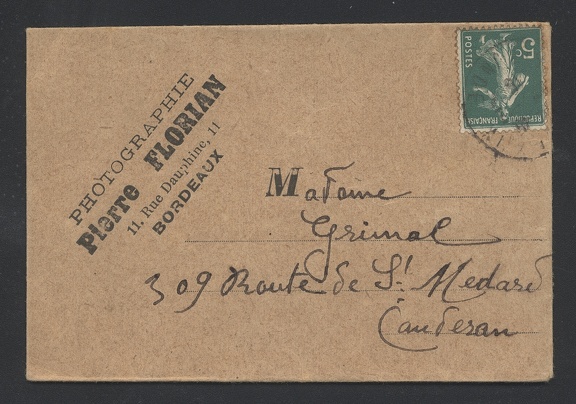 PHOTOGRAPHIE
Pierre FLORIAN
11, Rue Dauphine, 11
BORDEAUX
5c
POSTES
REPUBLIQUE FRANÇAISE
Madame
Grimal
309 Route de St Medard
Cauderan